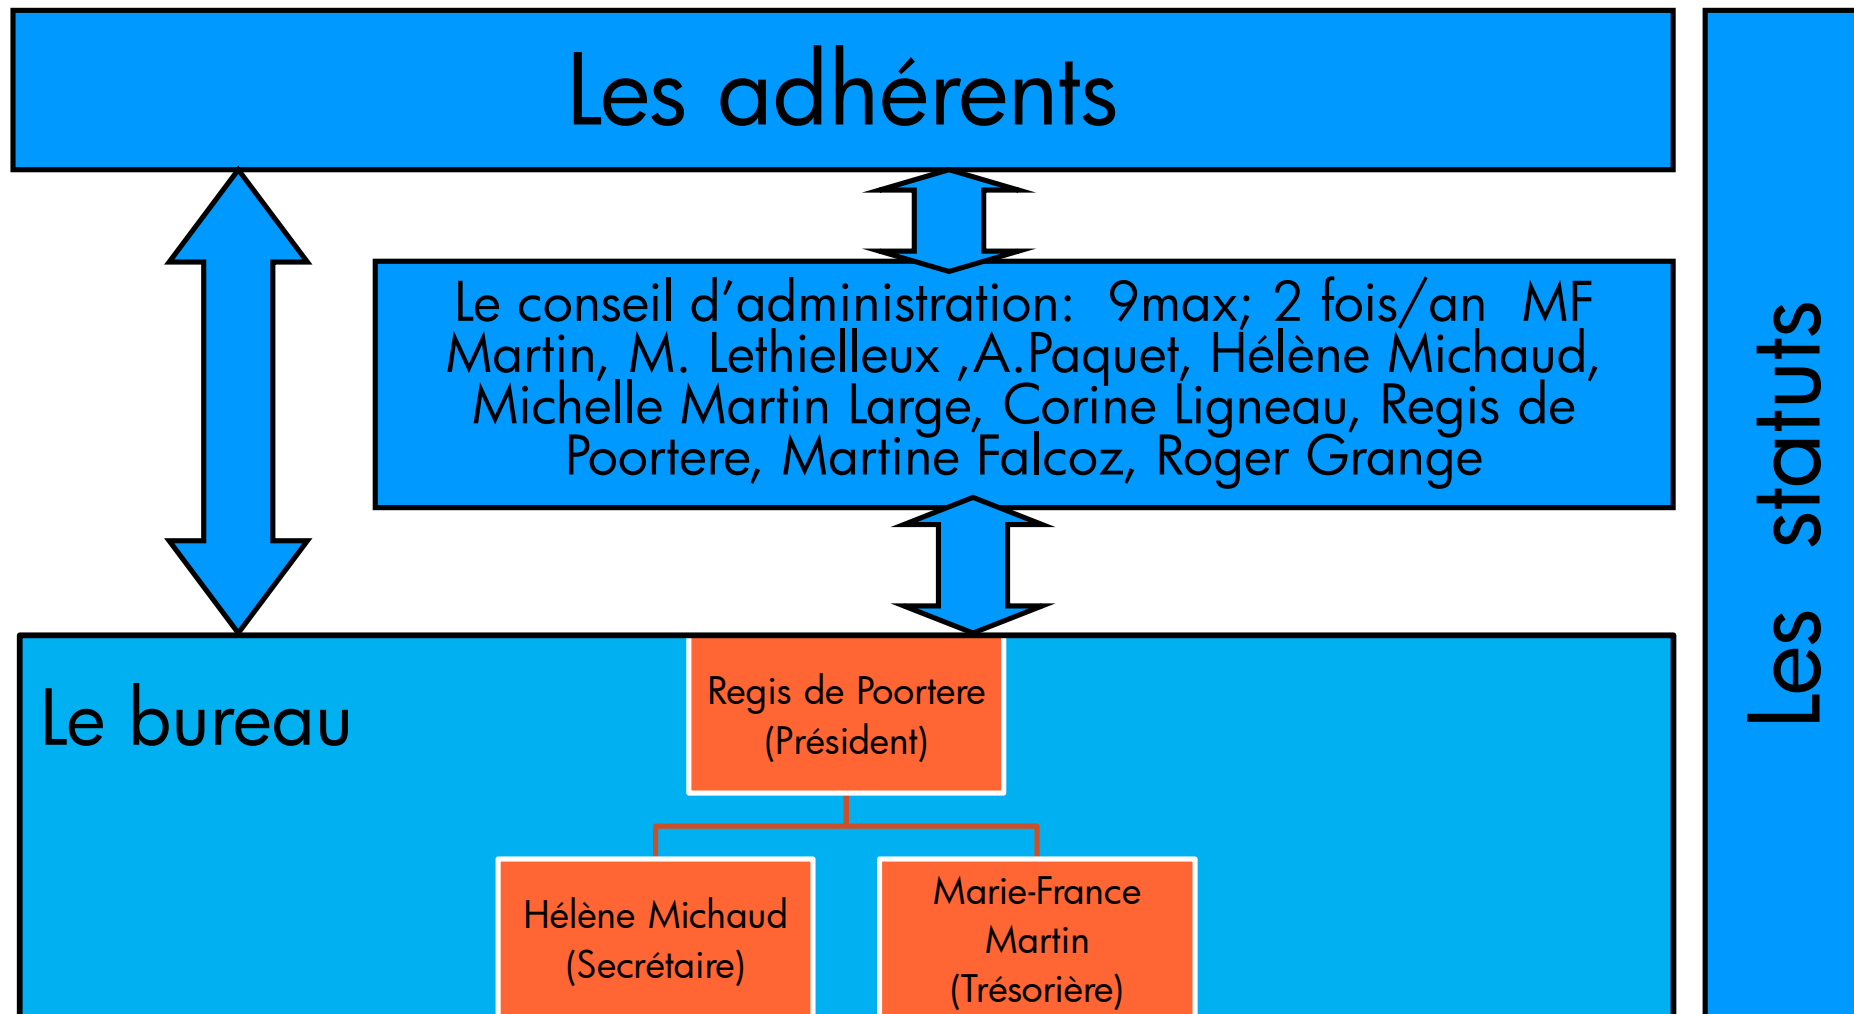 Les adhérents
Le conseil d’administration:  9max; 2 fois/an  MF
Martin, M. Lethielleux ,A.Paquet, Hélène Michaud,
Michelle Martin Large, Corine Ligneau, Regis de
Poortere, Martine Falcoz, Roger Grange
Le bureau
Regis de Poortere
(Président)
Hélène Michaud
(Secrétaire)
Marie-France
Martin
(Trésorière)
Les  statuts